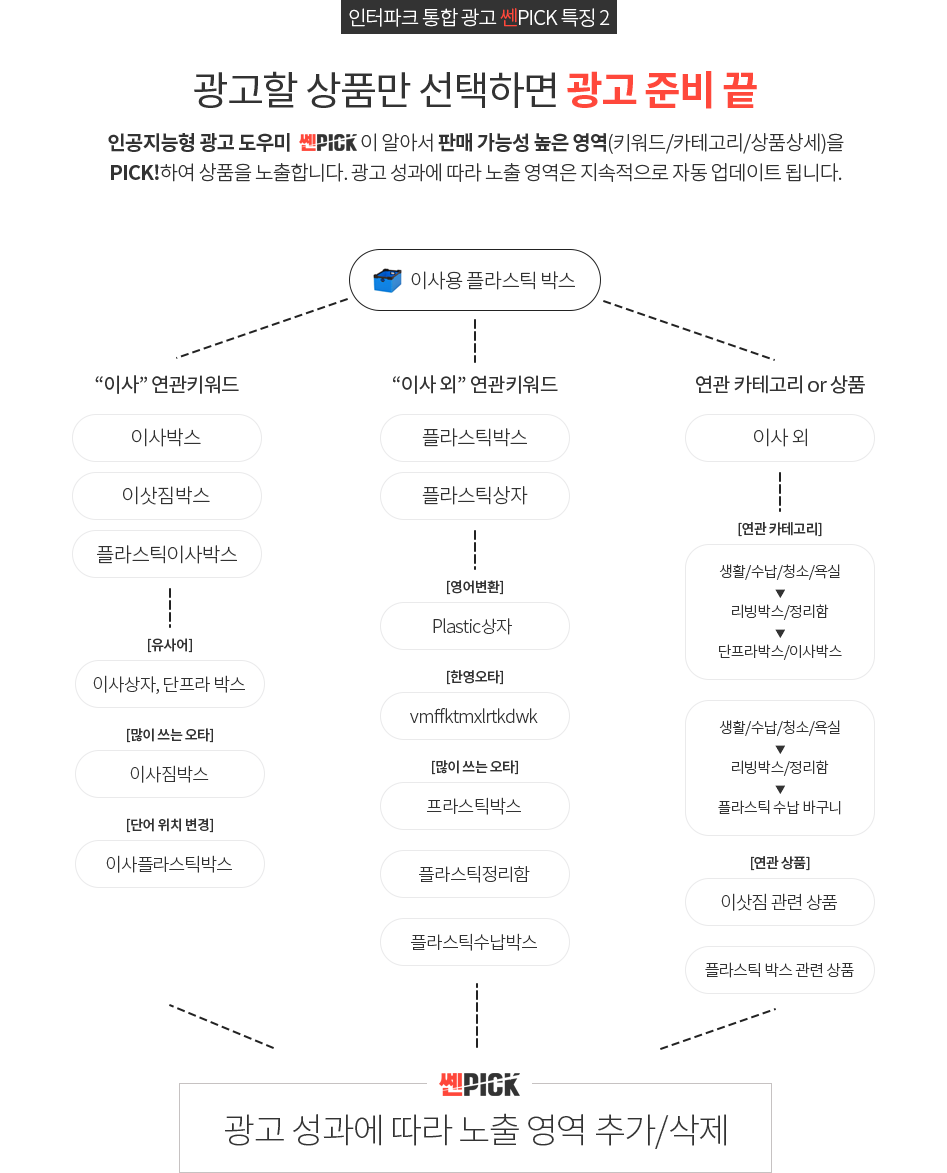 인터파크 통합 광고 쎈PICK 특징 2
광고할 상품만 선택하면 광고 준비 끝
인공지능형 광고 도우미 쎈PICK 이 알아서 판매 가능성 높은 영역(키워드/카테고리/상품상세)을
PICK!하여 상품을 노출합니다. 광고 성과에 따라 노출 영역은 지속적으로 자동 업데이트 됩니다.
이사용 플라스틱 박스
“이사” 연관키워드
이사박스
이삿짐박스
플라스틱이사박스
[유사어]
이사상자, 단프라 박스
[많이 쓰는 오타]
이사짐박스
[단어 위치 변경]
이사플라스틱박스
“이사 외” 연관키워드
플라스틱박스
플라스틱상자
[영어변환]
Plastic상자
[한영오타]
vmffktmxlrtkdwk
[많이 쓰는 오타]
프라스틱박스
플라스틱정리함
플라스틱수납박스
연관 카테고리 or 상품
이사 외
[연관 카테고리]
생활/수납/청소/욕실
▼
리빙박스/정리함
▼
단프라박스/이사박스
생활/수납/청소/욕실
▼
리빙박스/정리함
▼
플라스틱 수납 바구니
[연관 상품]
이삿짐 관련 상품
플라스틱 박스 관련 상품
쎈PICK
광고 성과에 따라 노출 영역 추가/삭제